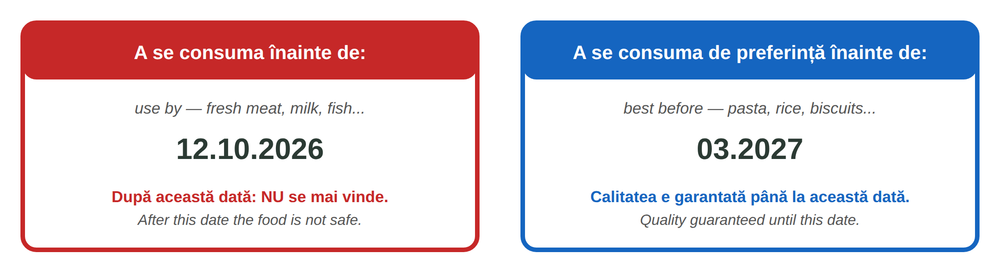 A se consuma înainte de:
use by — fresh meat, milk, fish...
12.10.2026
După această dată: NU se mai vinde.
After this date the food is not safe.
A se consuma de preferință înainte de:
best before — pasta, rice, biscuits...
03.2027
Calitatea e garantată până la această dată.
Quality guaranteed until this date.